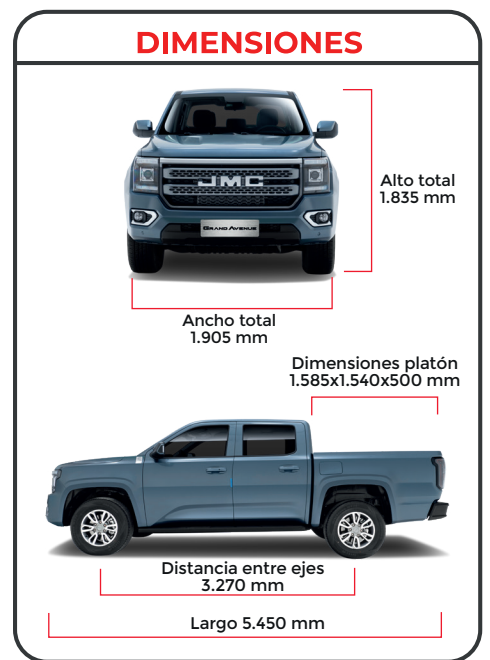 DIMENSIONES
JMC
GRAND AVENUE
Alto total
1.835 mm
Ancho total
1.905 mm
Dimensiones platón
1.585x1.540x500 mm
Distancia entre ejes
3.270 mm
Largo 5.450 mm